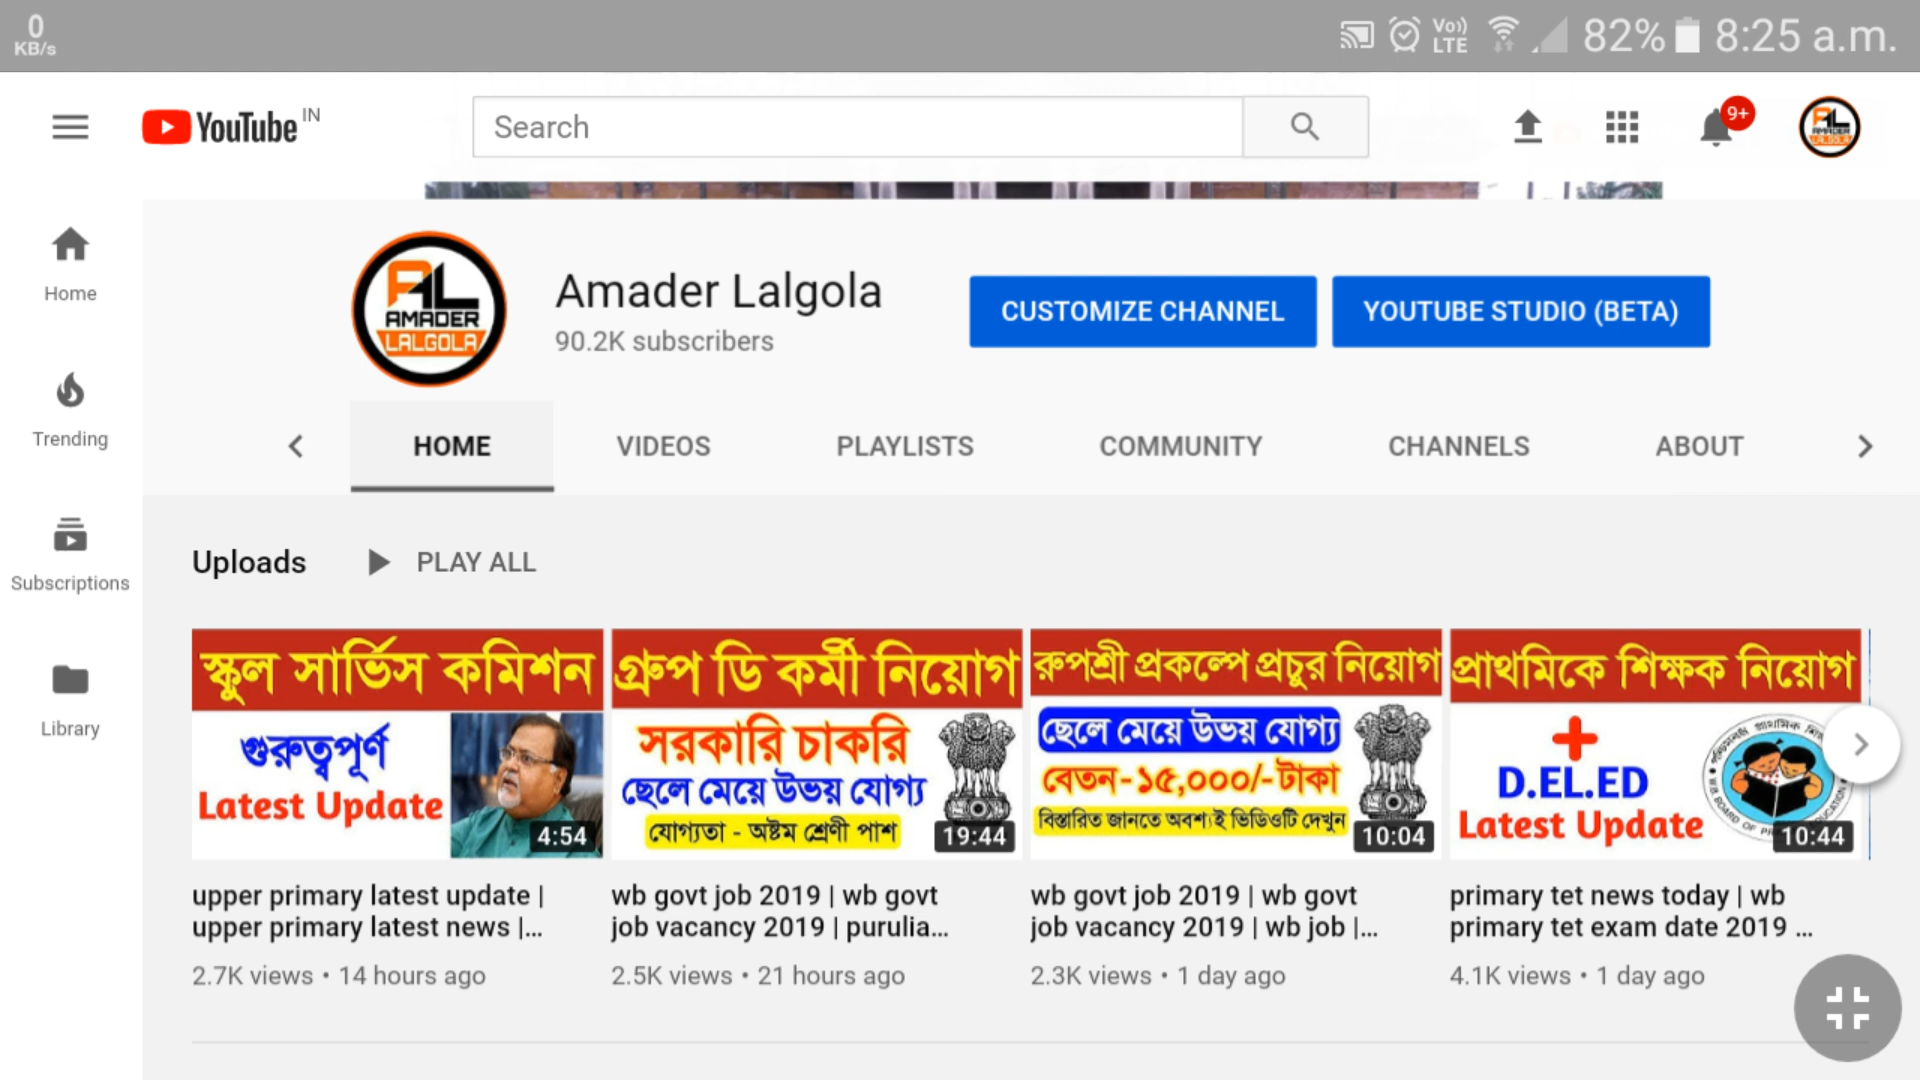 0
KB/s
Vo))
LTE
82%
8:25 a.m.
YouTube IN
Search
9+
Home
Trending
Subscriptions
Library
AL
AMADER
LALGOLA
Amader Lalgola
90.2K subscribers
CUSTOMIZE CHANNEL
YOUTUBE STUDIO (BETA)
HOME
VIDEOS
PLAYLISTS
COMMUNITY
CHANNELS
ABOUT
Uploads
PLAY ALL
স্কুল সার্ভিস কমিশন
গুরুত্বপূর্ণ
Latest Update
4:54
upper primary latest update |
upper primary latest news |...
2.7K views • 14 hours ago
গ্রুপ ডি কর্মী নিয়োগ
সরকারি চাকরি
ছেলে মেয়ে উভয় যোগ্য
যোগ্যতা - অষ্টম শ্রেণী পাশ
19:44
wb govt job 2019 | wb govt
job vacancy 2019 | purulia...
2.5K views • 21 hours ago
রুপশ্রী প্রকল্পে প্রচুর নিয়োগ
ছেলে মেয়ে উভয় যোগ্য
বেতন-১৫,০০০/-টাকা
বিস্তারিত জানতে অবশ্যই ভিডিওটি দেখুন
10:04
wb govt job 2019 | wb govt
job vacancy 2019 | wb job |...
2.3K views • 1 day ago
প্রাথমিকে শিক্ষক নিয়োগ
+
D.EL.ED
Latest Update
10:44
primary tet news today | wb
primary tet exam date 2019 ...
4.1K views • 1 day ago